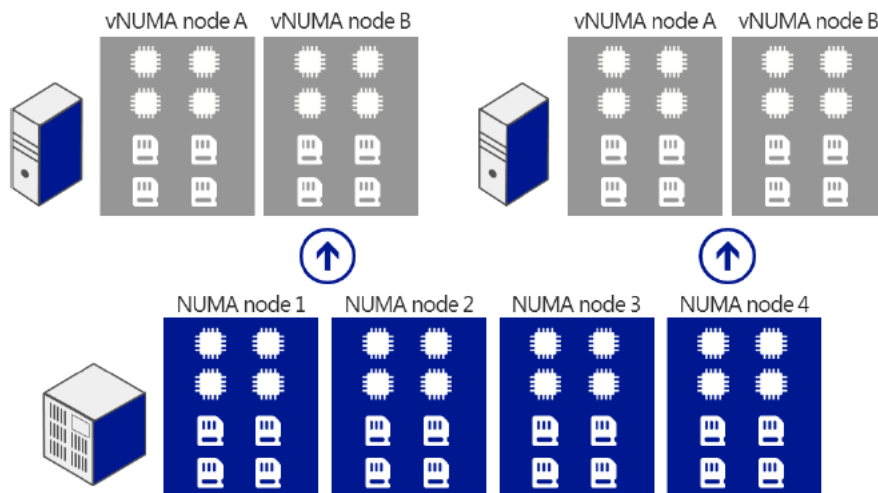 vNUMA node A
vNUMA node B
vNUMA node A
vNUMA node B
NUMA node 1
NUMA node 2
NUMA node 3
NUMA node 4